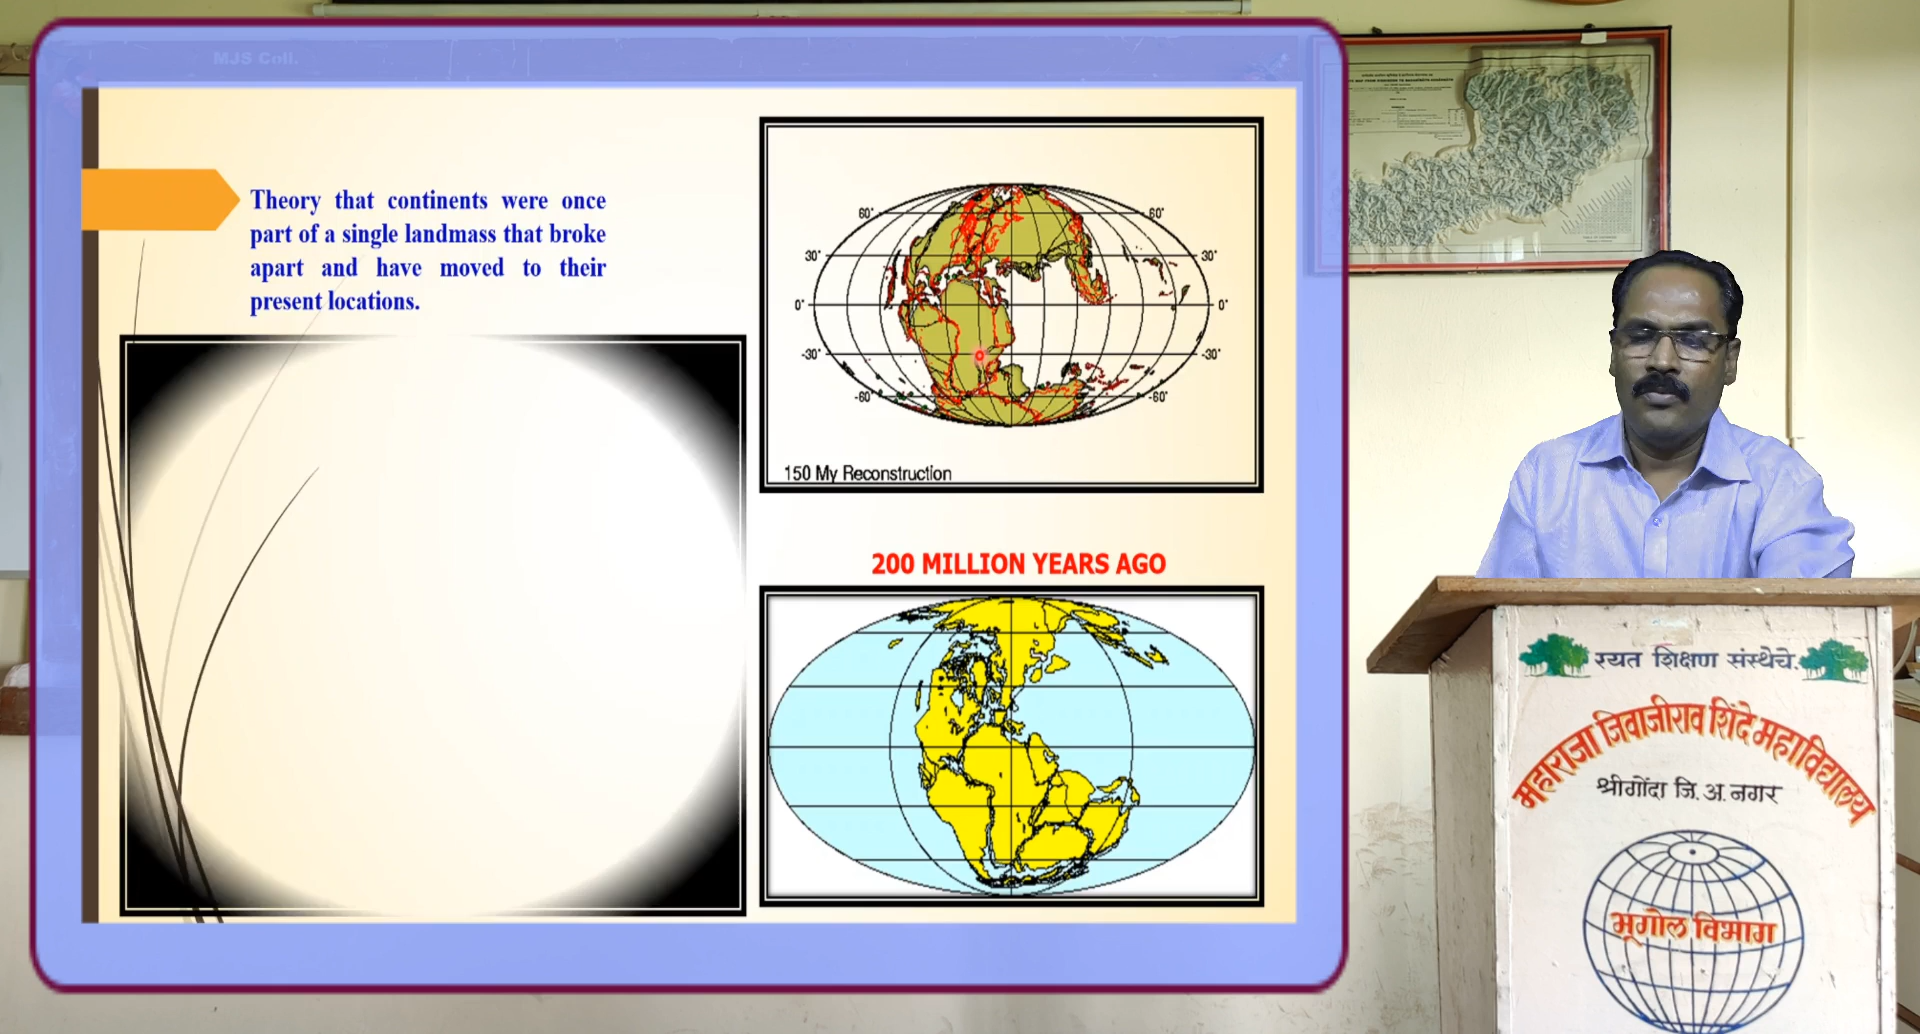 MJS Coll.
Theory that continents were once
part of a single landmass that broke
apart and have moved to their
present locations.
60° 60°
30° 30°
0° 0°
-30° -30°
-60° -60°
150 My Reconstruction
200 MILLION YEARS AGO
रयत शिक्षण संस्थेचे.
महाराजा जिवाजीराव शिंदे महाविद्यालय
श्रीगोंदा जि. अ. नगर
भूगोल विभाग